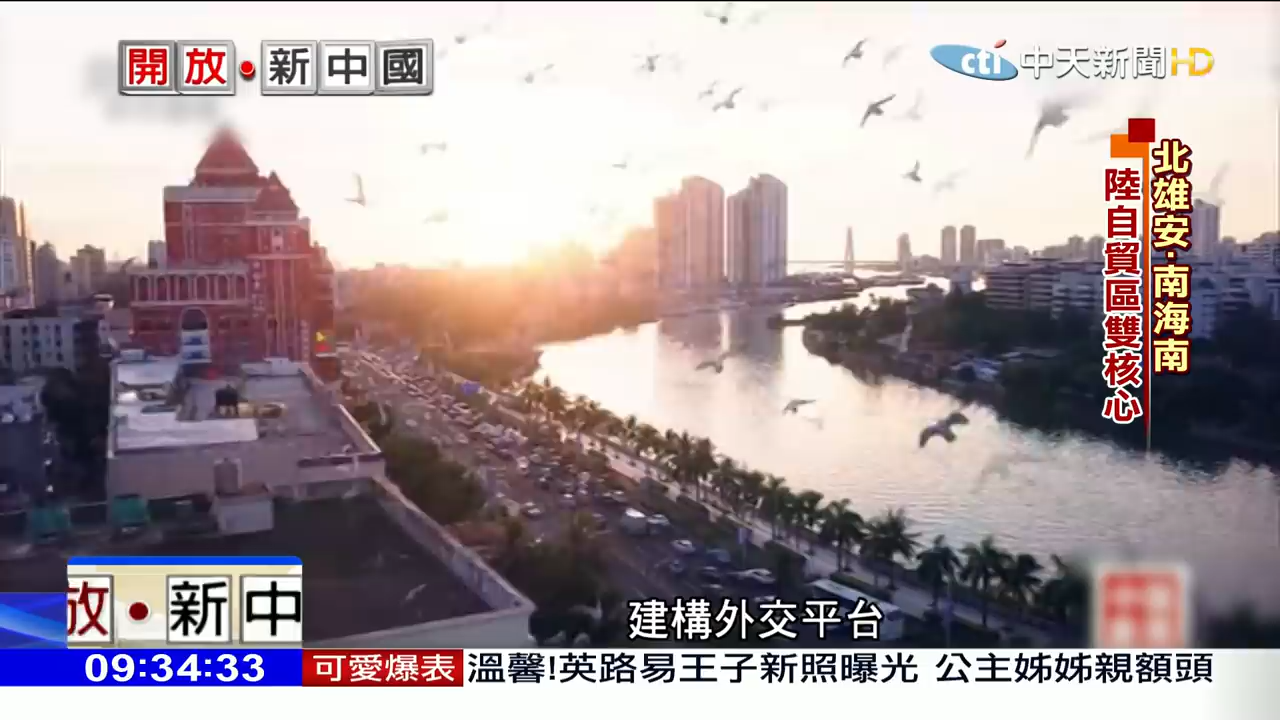 開放•新中國
cti 中天新聞HD
北雄安·南海南
陸自貿區雙核心
建構外交平台
放•新中
09:34:33
可愛爆表
溫馨!英路易王子新照曝光 公主姊姊親額頭